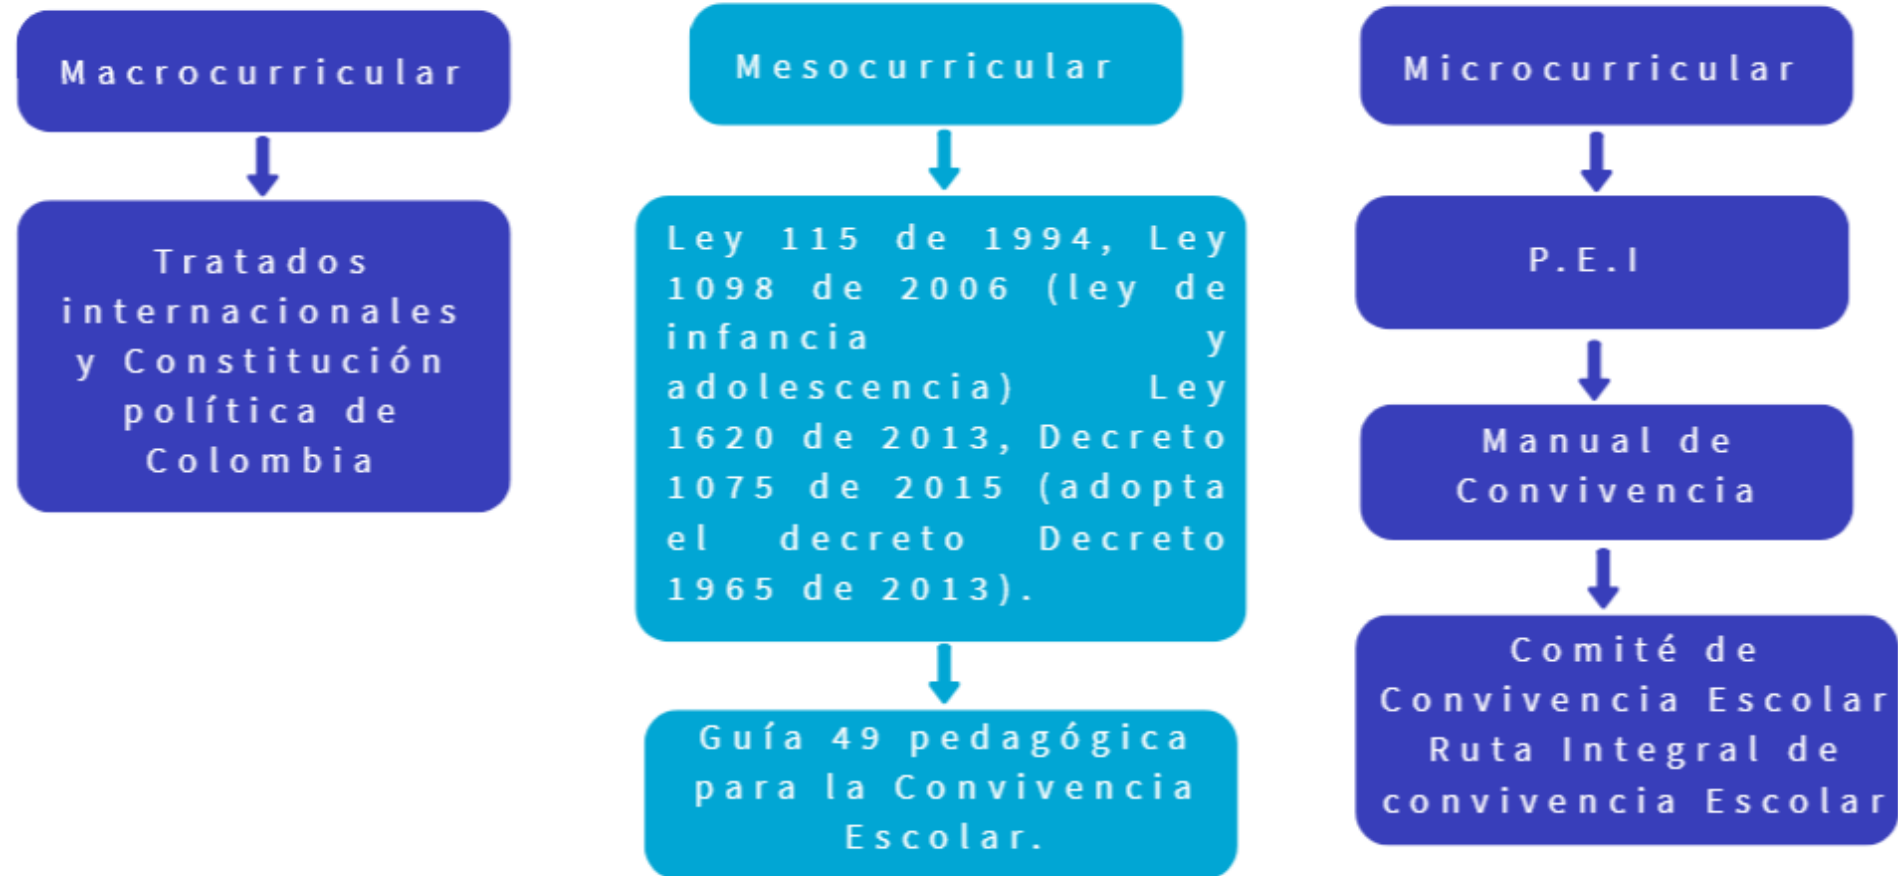 Macrocurricular
Tratados
internacionales
y Constitución
política de
Colombia
Mesocurricular
Ley 115 de 1994, Ley
1098 de 2006 (ley de
infancia y
adolescencia) Ley
1620 de 2013, Decreto
1075 de 2015 (adopta
el decreto Decreto
1965 de 2013).
Guía 49 pedagógica
para la Convivencia
Escolar.
Microcurricular
P.E.I
Manual de
Convivencia
Comité de
Convivencia Escolar
Ruta Integral de
convivencia Escolar